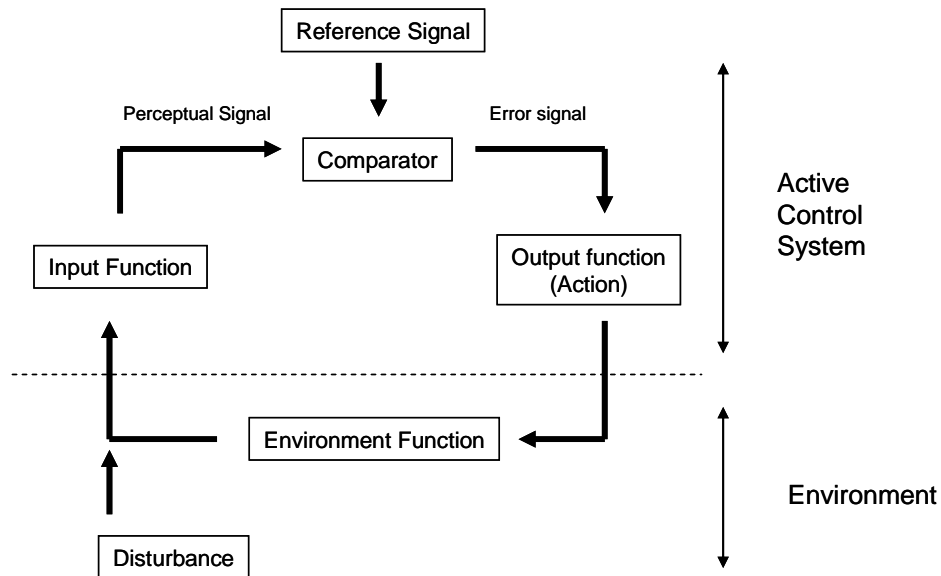 Reference Signal
Perceptual Signal
Error signal
Comparator
Active
Control
System
Input Function
Output function
(Action)
Environment Function
Environment
Disturbance